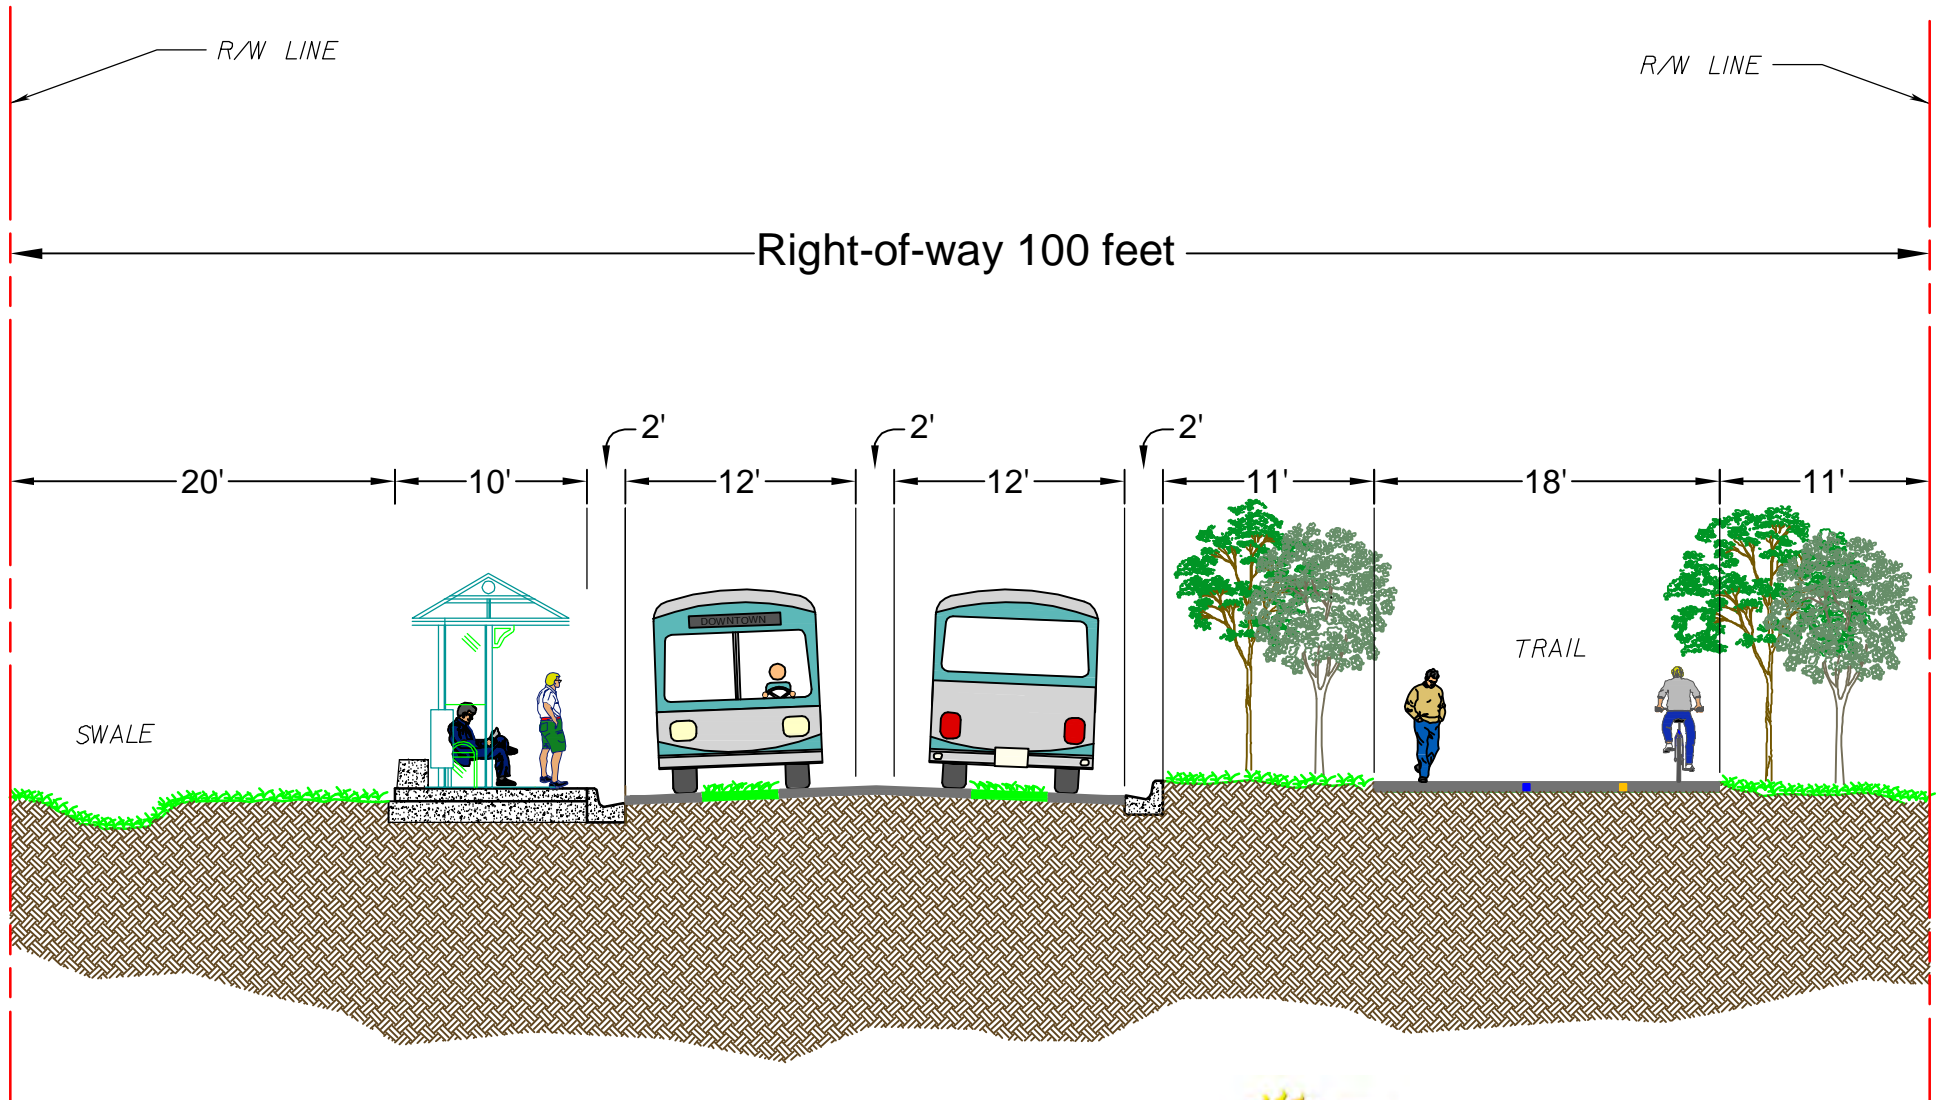 R/W LINE
R/W LINE
Right-of-way 100 feet
2'
2'
2'
20'
10'
12'
12'
11'
18'
11'
DOWNTOWN
TRAIL
SWALE